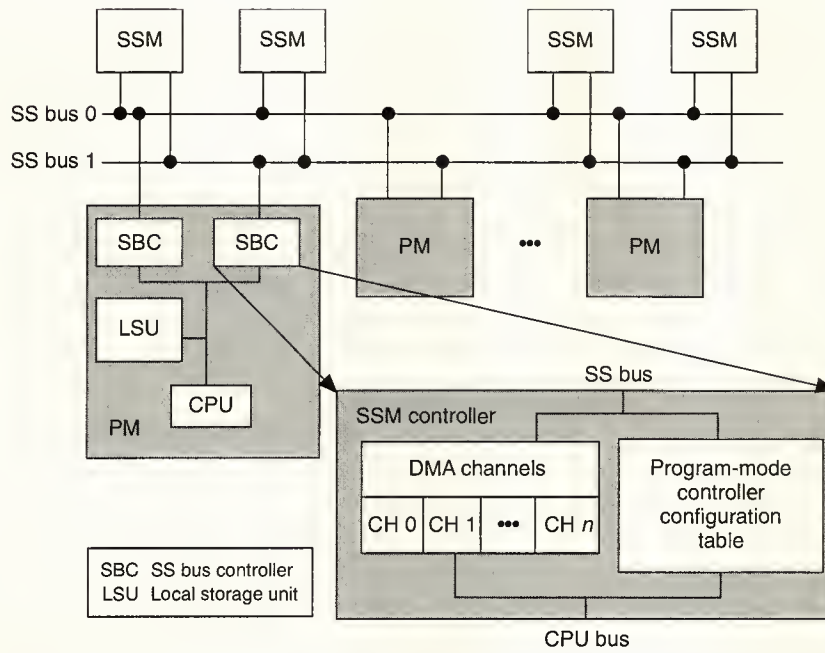 SSM
SSM
SSM
SSM
SS bus 0
SS bus 1
SBC
SBC
PM
•••
PM
LSU
CPU
PM
SS bus
SSM controller
DMA channels
CH 0
CH 1
•••
CH n
Program-mode
controller
configuration
table
SBC SS bus controller
LSU Local storage unit
CPU bus